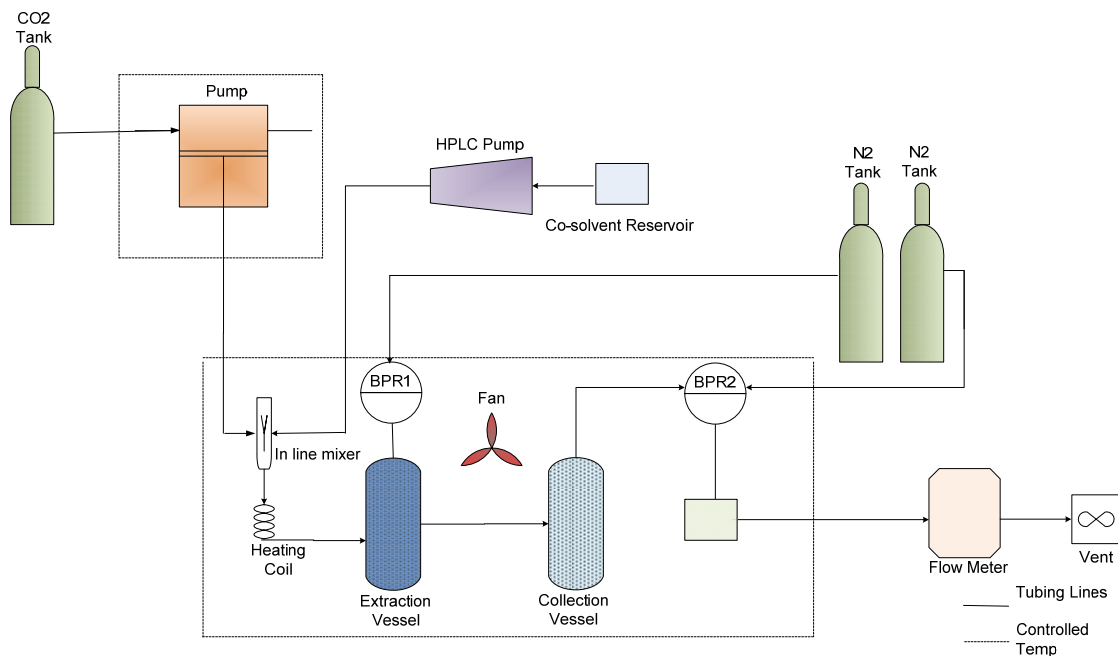 CO2
Tank
Pump
HPLC Pump
Co-solvent Reservoir
N2
Tank
N2
Tank
BPR1
Fan
BPR2
In line mixer
Heating
Coil
Extraction
Vessel
Collection
Vessel
Flow Meter
Vent
Tubing Lines
Controlled
Temp